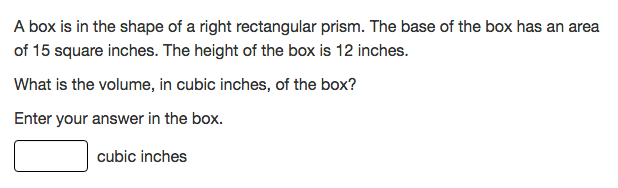 A box is in the shape of a right rectangular prism. The base of the box has an area
of 15 square inches. The height of the box is 12 inches.
What is the volume, in cubic inches, of the box?
Enter your answer in the box.
cubic inches